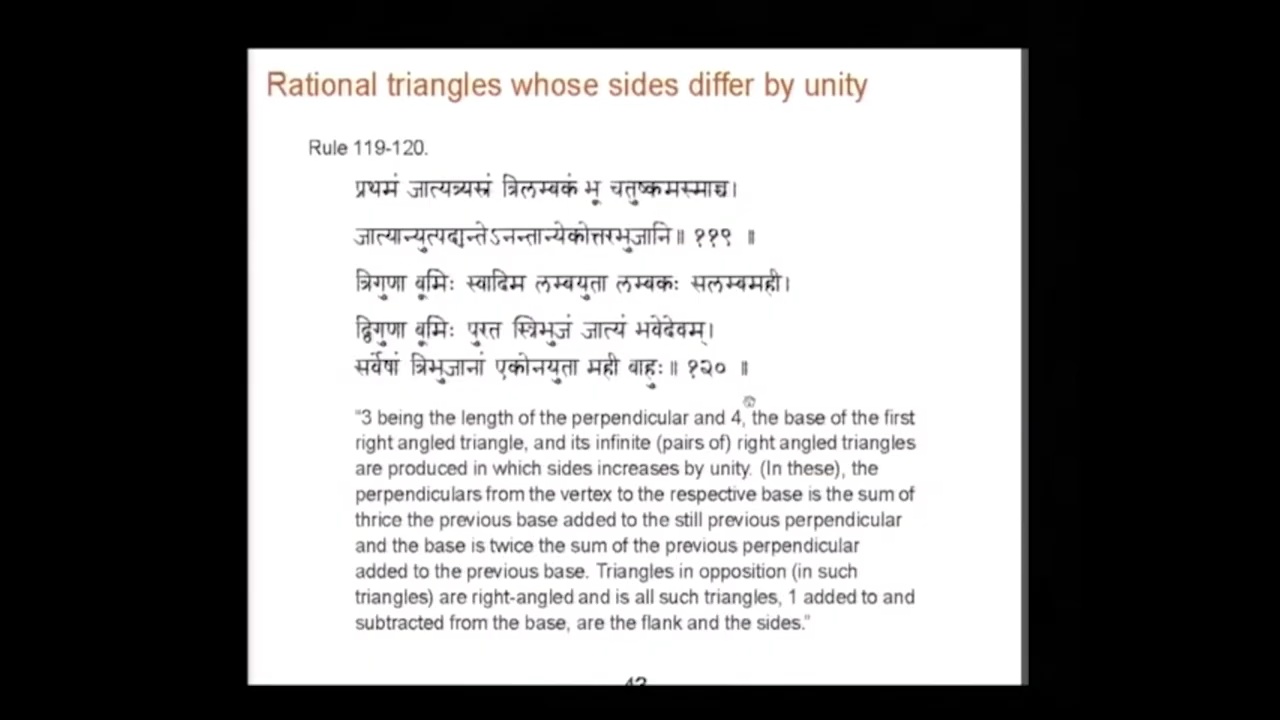 Rational triangles whose sides differ by unity
Rule 119-120.
प्रथमं जात्यत्र्यस्त्रं त्रिलम्बकं भू चतुष्कमस्माच्च।
जात्यान्युत्पद्यन्तेऽनन्तान्येकोत्तरभुजानि॥ ११९ ॥
त्रिगुणा भूमिः स्वादिम लम्बयुता लम्बकः सलम्बमही।
द्विगुणा भूमिः पुरत स्त्रिभुजं जात्यं भवेदेवम्।
सर्वेषां त्रिभुजानां एकोनयुता मही बाहुः॥ १२० ॥
“3 being the length of the perpendicular and 4, the base of the first
right angled triangle, and its infinite (pairs of) right angled triangles
are produced in which sides increases by unity. (In these), the
perpendiculars from the vertex to the respective base is the sum of
thrice the previous base added to the still previous perpendicular
and the base is twice the sum of the previous perpendicular
added to the previous base. Triangles in opposition (in such
triangles) are right-angled and is all such triangles, 1 added to and
subtracted from the base, are the flank and the sides.”